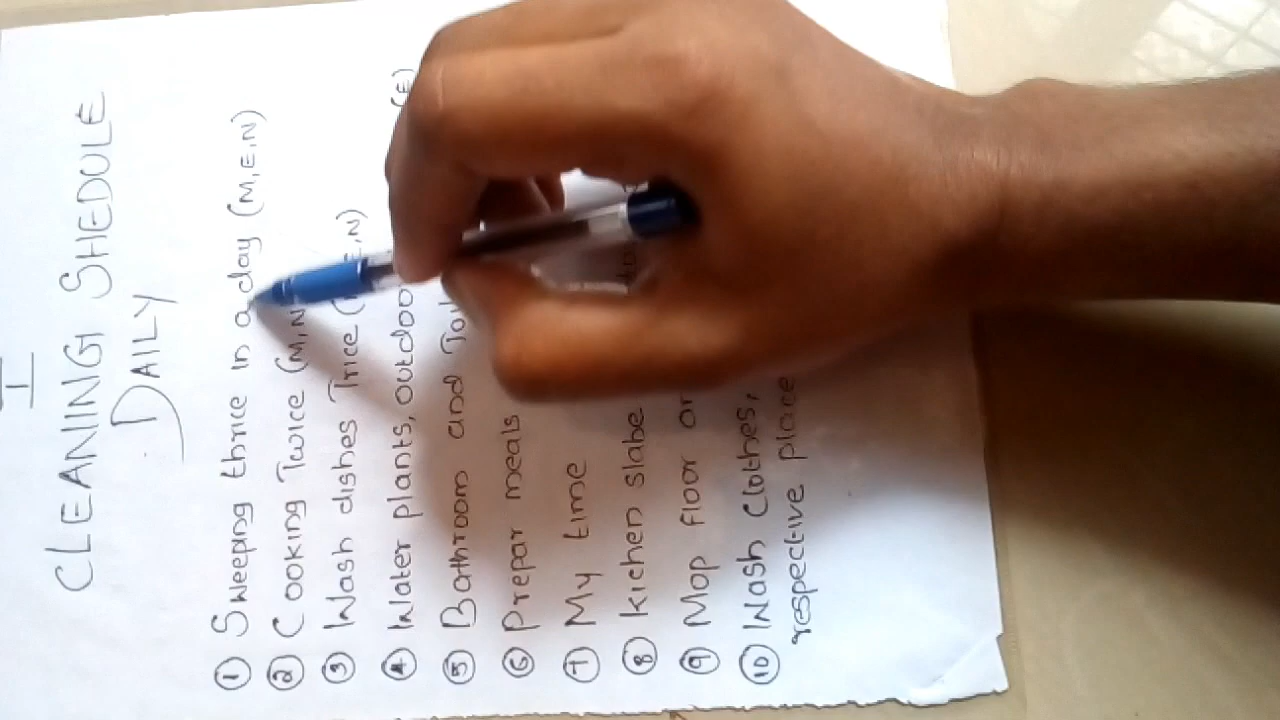 I
CLEANING SHEDULE
DAILY
① Sweeping thrice in a day (M,E,N)
② Cooking Twice (M,N
③ Wash dishes Trice ( E,N)
④ Water plants, outdoo (E)
⑤ Bathroom and Toi
⑥ Prepar meals
⑦ My time
⑧ kichen slabe
⑨ Mop floor
⑩ Wash Clothes,
respective place